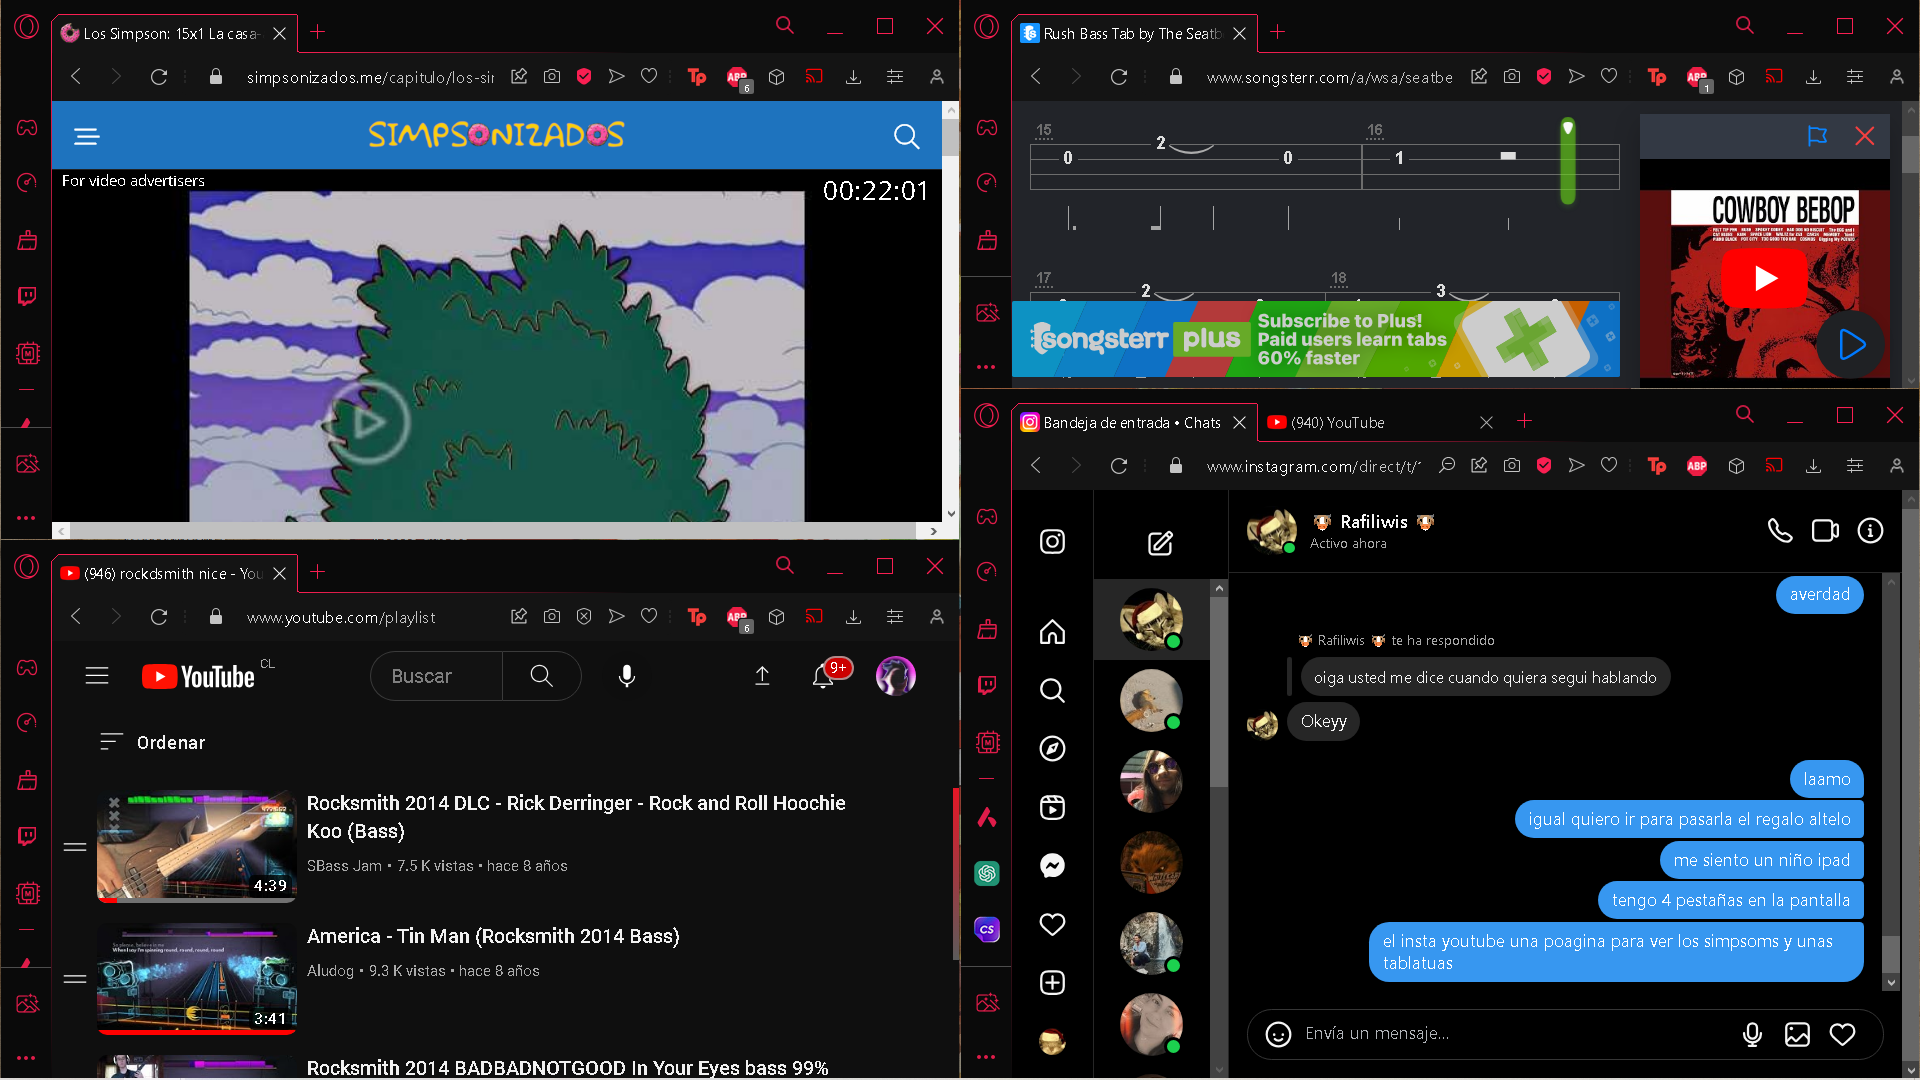 Los Simpson: 15x1 La casa-
simpsonizados.me/capitulo/los-sir
6
SIMPSONIZADOS
For video advertisers
00:22:01
Rush Bass Tab by The Seatb
www.songsterr.com/a/wsa/seatbe
1
15
0
2
0
16
1
17
2
18
3
songsterr plus
Subscribe to Plus!
Paid users learn tabs
60% faster
COWBOY BEBOP
(946) rockdsmith nice - You
www.youtube.com/playlist
6
YouTube CL
Buscar
9+
Ordenar
4:39
Rocksmith 2014 DLC - Rick Derringer - Rock and Roll Hoochie
Koo (Bass)
SBass Jam • 7.5 K vistas • hace 8 años
3:41
America - Tin Man (Rocksmith 2014 Bass)
Aludog • 9.3 K vistas • hace 8 años
Rocksmith 2014 BADBADNOTGOOD In Your Eyes bass 99%
Bandeja de entrada • Chats
(940) YouTube
www.instagram.com/direct/t/1
Rafiliwis
Activo ahora
averdad
Rafiliwis te ha respondido
oiga usted me dice cuando quiera segui hablando
Okeyy
laamo
igual quiero ir para pasarla el regalo altelo
me siento un niño ipad
tengo 4 pestañas en la pantalla
el insta youtube una poagina para ver los simpsoms y unas
tablatuas
Envía un mensaje...